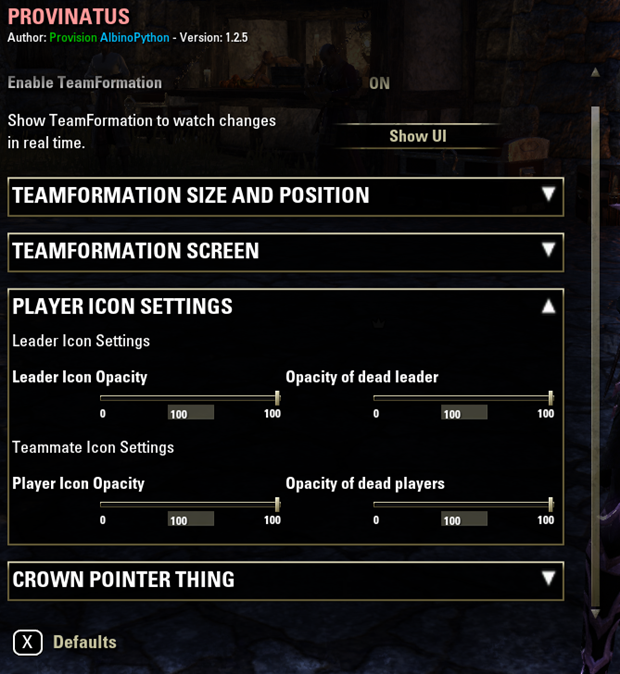 PROVINATUS
Author: Provision AlbinoPython - Version: 1.2.5
Enable TeamFormation ON
Show TeamFormation to watch changes
in real time.
Show UI
TEAMFORMATION SIZE AND POSITION
TEAMFORMATION SCREEN
PLAYER ICON SETTINGS
Leader Icon Settings
Leader Icon Opacity Opacity of dead leader
0 100 100 0 100 100
Teammate Icon Settings
Player Icon Opacity Opacity of dead players
0 100 100 0 100 100
CROWN POINTER THING
X Defaults